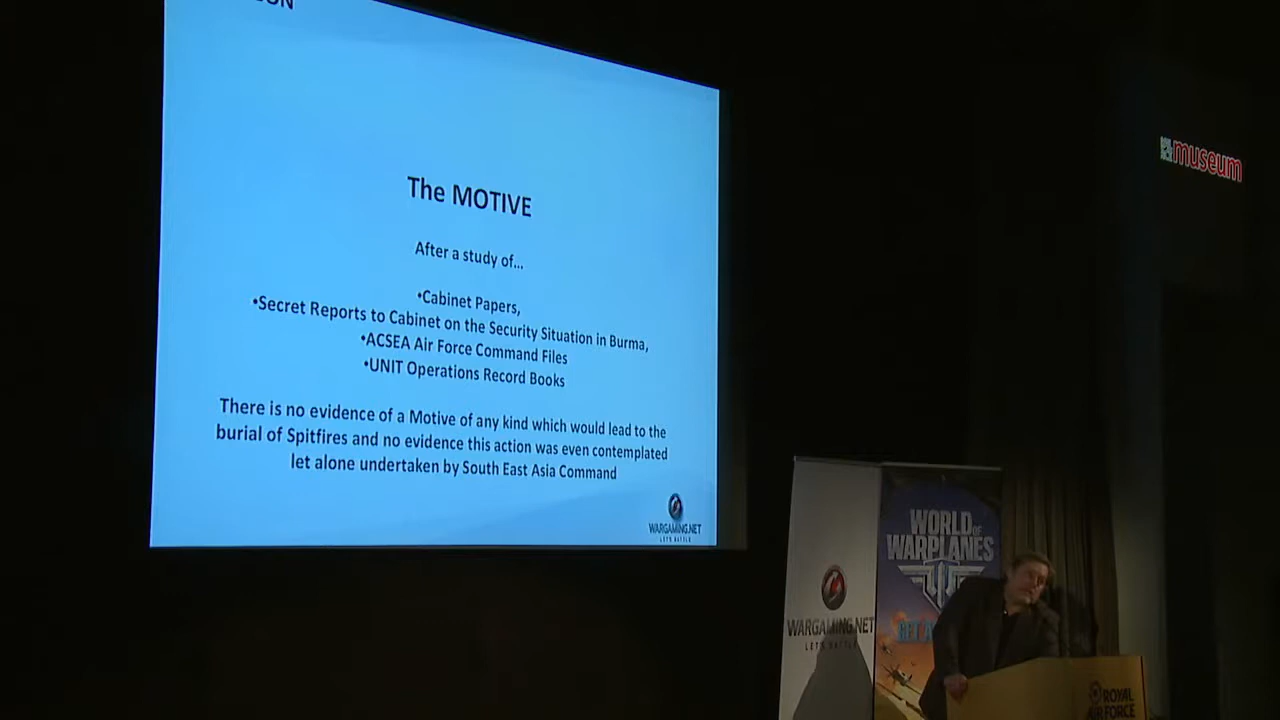 The MOTIVE
After a study of...
•Cabinet Papers,
•Secret Reports to Cabinet on the Security Situation in Burma,
•ACSEA Air Force Command Files
•UNIT Operations Record Books
There is no evidence of a Motive of any kind which would lead to the
burial of Spitfires and no evidence this action was even contemplated
let alone undertaken by South East Asia Command
WARGAMING.NET
LET'S BATTLE
museum
WORLD OF
WARPLANES
WARGAMING.NET
LET'S BATTLE
ROYAL
AIR FORCE